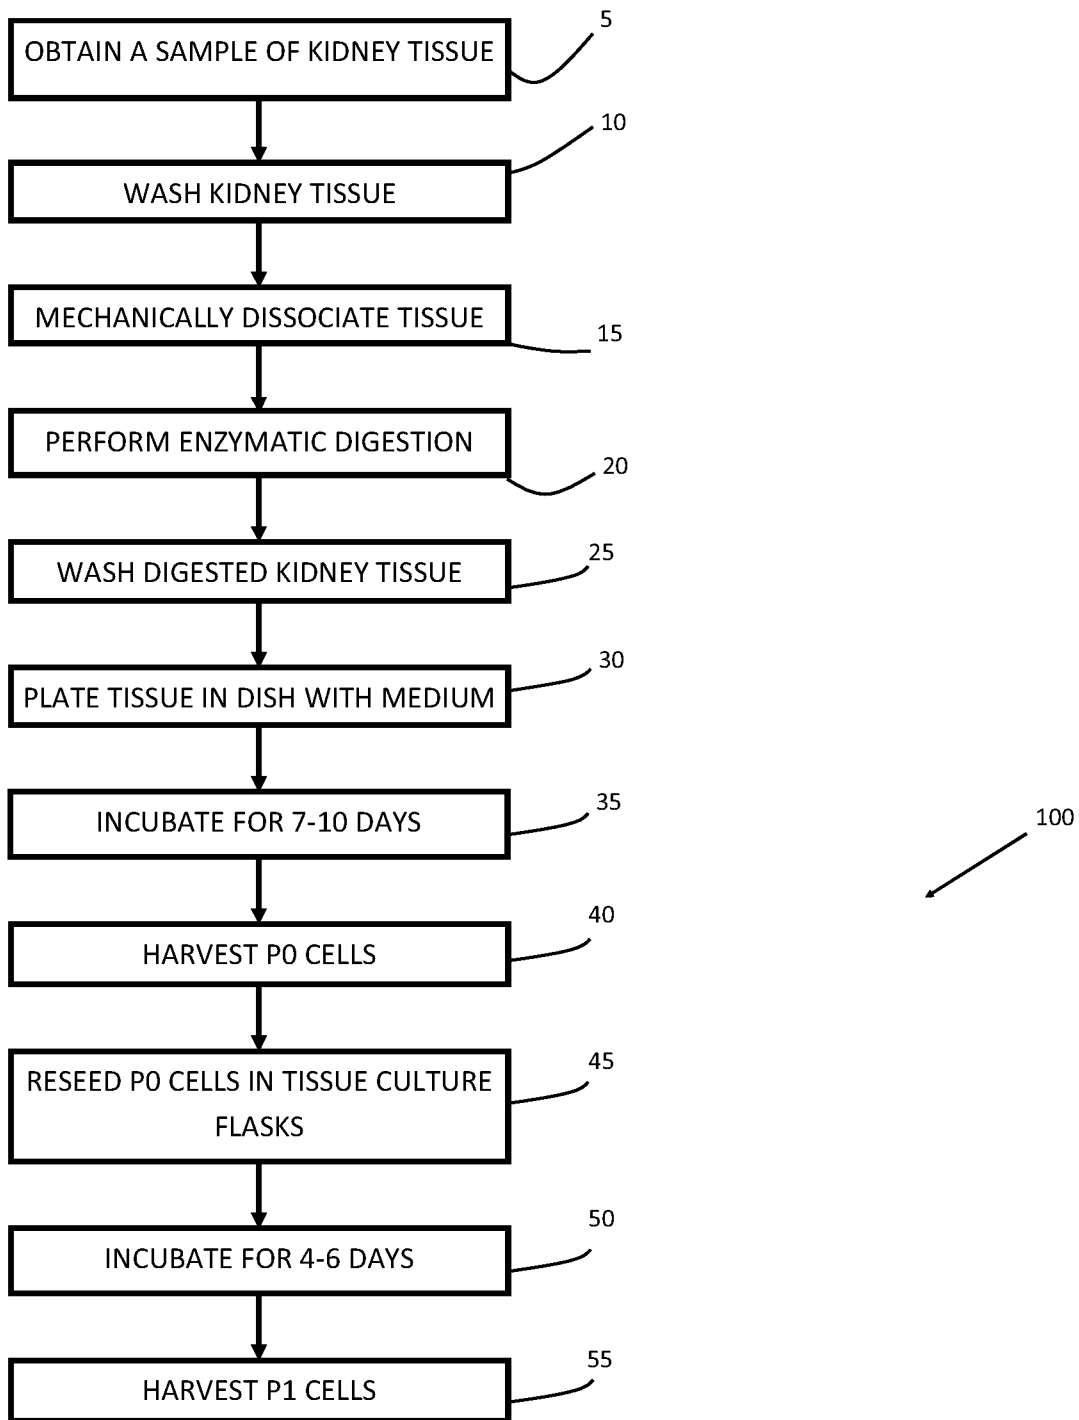 OBTAIN A SAMPLE OF KIDNEY TISSUE
5
WASH KIDNEY TISSUE
10
MECHANICALLY DISSOCIATE TISSUE
15
PERFORM ENZYMATIC DIGESTION
20
WASH DIGESTED KIDNEY TISSUE
25
PLATE TISSUE IN DISH WITH MEDIUM
30
INCUBATE FOR 7-10 DAYS
35
100
HARVEST P0 CELLS
40
RESEED P0 CELLS IN TISSUE CULTURE
FLASKS
45
INCUBATE FOR 4-6 DAYS
50
HARVEST P1 CELLS
55